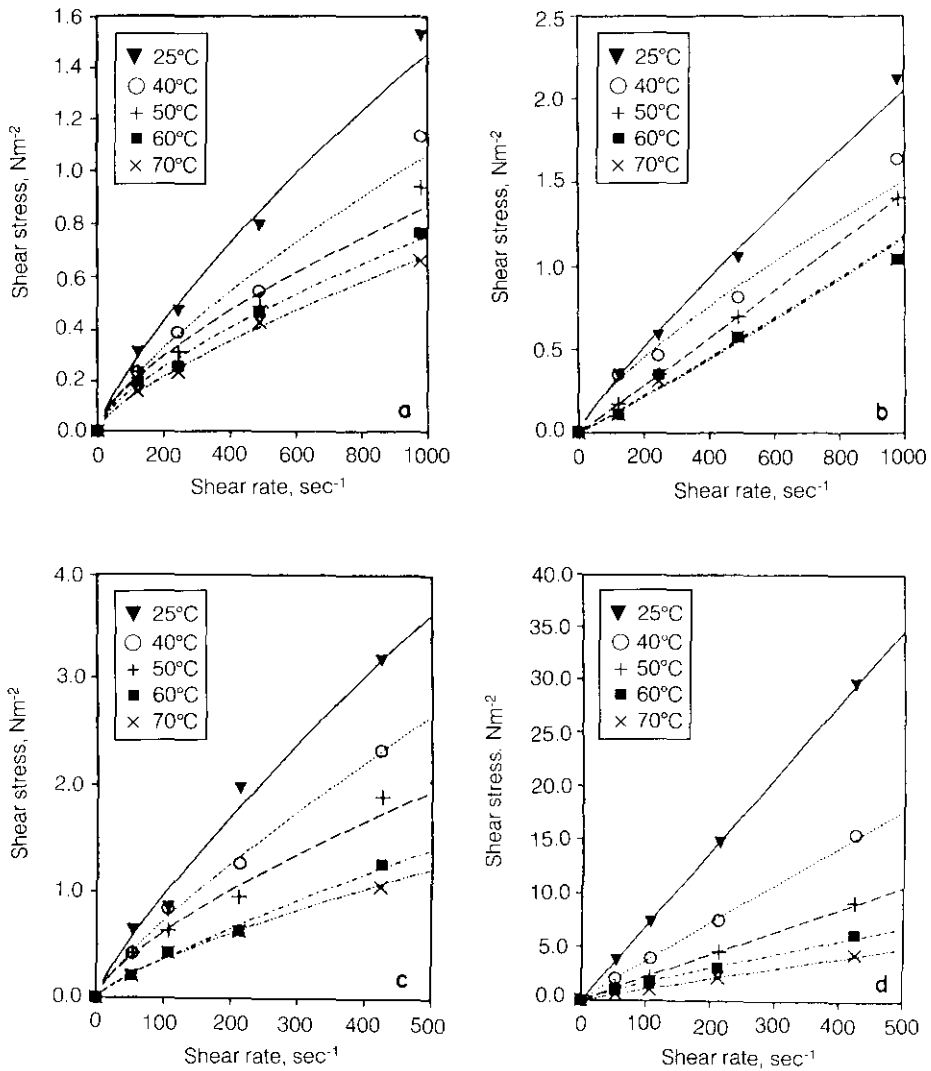 1.6
1.4
1.2
1.0
0.8
0.6
0.4
0.2
0.0
Shear stress, Nm⁻²
▼ 25°C
○ 40°C
+ 50°C
■ 60°C
× 70°C
a
0 200 400 600 800 1000
Shear rate, sec⁻¹
2.5
2.0
1.5
1.0
0.5
0.0
Shear stress, Nm⁻²
▼ 25°C
○ 40°C
+ 50°C
■ 60°C
× 70°C
b
0 200 400 600 800 1000
Shear rate, sec⁻¹
4.0
3.0
2.0
1.0
0.0
Shear stress, Nm⁻²
▼ 25°C
○ 40°C
+ 50°C
■ 60°C
× 70°C
c
0 100 200 300 400 500
Shear rate, sec⁻¹
40.0
35.0
30.0
25.0
20.0
15.0
10.0
5.0
0.0
Shear stress. Nm⁻²
▼ 25°C
○ 40°C
+ 50°C
■ 60°C
× 70°C
d
0 100 200 300 400 500
Shear rate, sec⁻¹